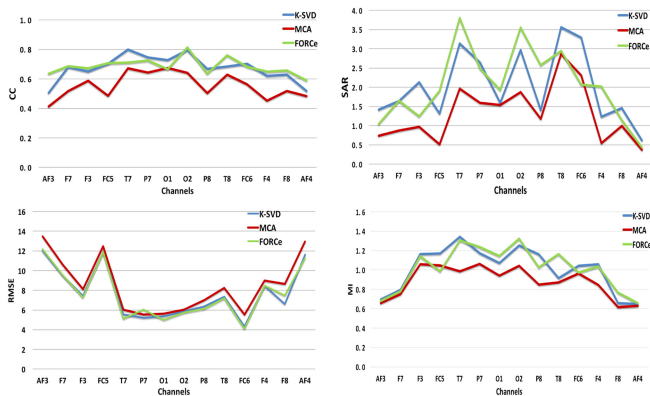 K-SVD
MCA
FORCe
1.0
0.8
0.6
0.4
0.2
0.0
CC
AF3 F7 F3 FC5 T7 P7 O1 O2 P8 T8 FC6 F4 F8 AF4
Channels
K-SVD
MCA
FORCe
4.0
3.5
3.0
2.5
2.0
1.5
1.0
0.5
0.0
SAR
AF3 F7 F3 FC5 T7 P7 O1 O2 P8 T8 FC6 F4 F8 AF4
Channels
K-SVD
MCA
FORCe
16
14
12
10
8
6
4
2
0
RMSE
AF3 F7 F3 FC5 T7 P7 O1 O2 P8 T8 FC6 F4 F8 AF4
Channels
K-SVD
MCA
FORCe
1.6
1.4
1.2
1.0
0.8
0.6
0.4
0.2
0.0
MI
AF3 F7 F3 FC5 T7 P7 O1 O2 P8 T8 FC6 F4 F8 AF4
Channels